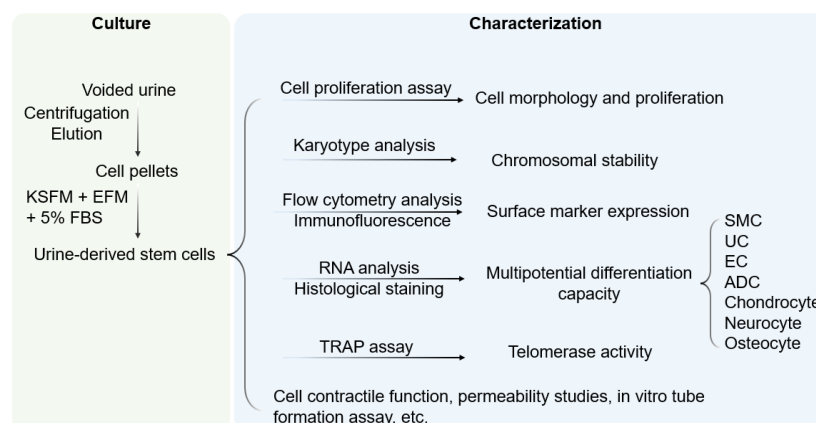 Culture
Voided urine
Centrifugation
Elution
Cell pellets
KSFM + EFM
+ 5% FBS
Urine-derived stem cells
Characterization
Cell proliferation assay
Cell morphology and proliferation
Karyotype analysis
Chromosomal stability
Flow cytometry analysis
Immunofluorescence
Surface marker expression
RNA analysis
Histological staining
Multipotential differentiation
capacity
SMC
UC
EC
ADC
Chondrocyte
Neurocyte
Osteocyte
TRAP assay
Telomerase activity
Cell contractile function, permeability studies, in vitro tube
formation assay, etc.